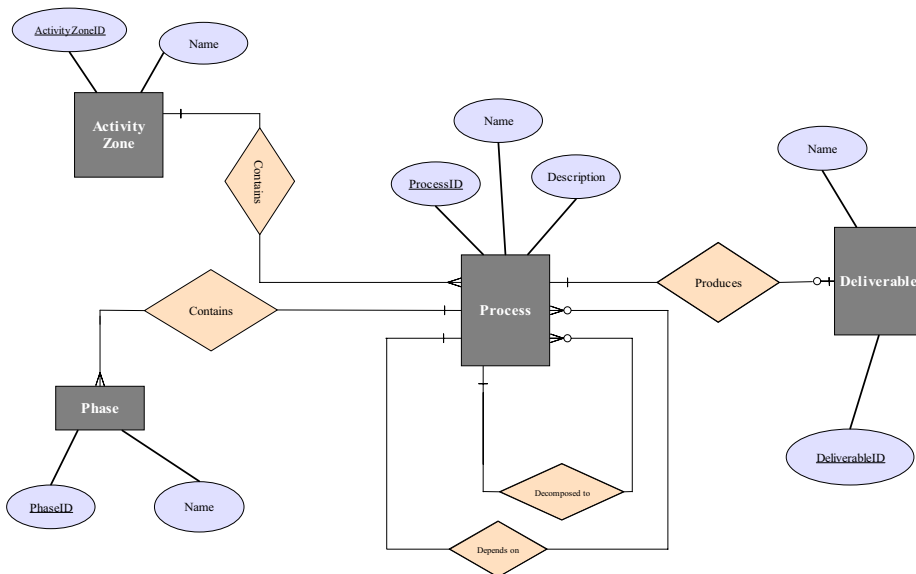 ActivityZoneID
Name
Activity
Zone
Contains
Name
ProcessID
Description
Name
Contains
Process
Produces
Deliverable
Phase
PhaseID
Name
Decomposed to
Depends on
DeliverableID